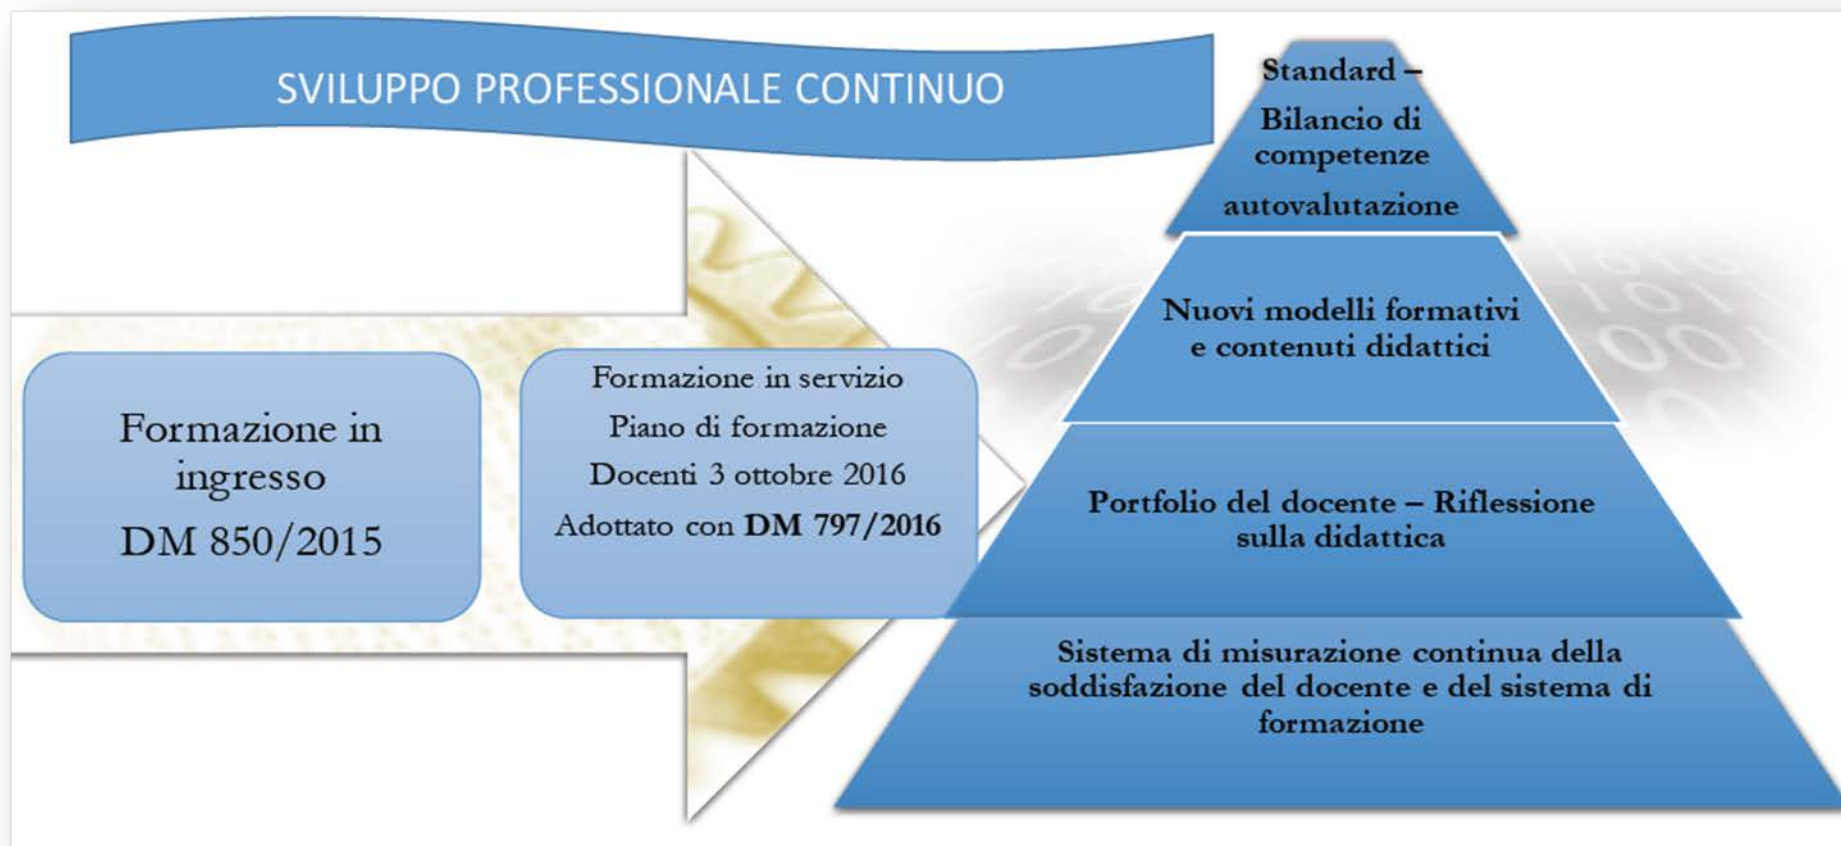 SVILUPPO PROFESSIONALE CONTINUO
Formazione in
ingresso
DM 850/2015
Formazione in servizio
Piano di formazione
Docenti 3 ottobre 2016
Adottato con DM 797/2016
Standard –
Bilancio di
competenze
autovalutazione
Nuovi modelli formativi
e contenuti didattici
Portfolio del docente – Riflessione
sulla didattica
Sistema di misurazione continua della
soddisfazione del docente e del sistema di
formazione